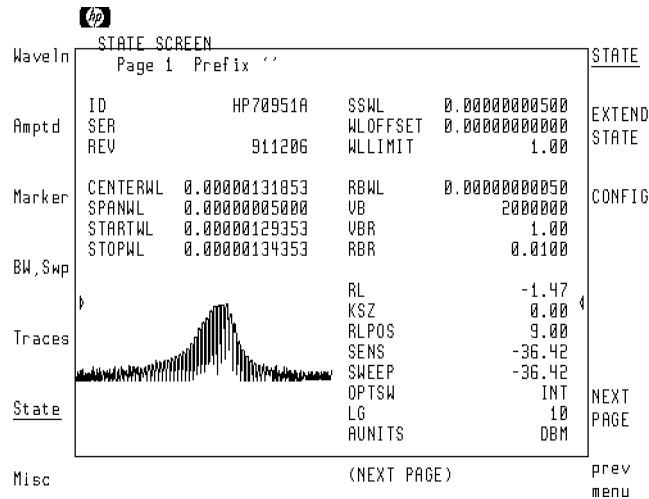 hp
STATE SCREEN
Page 1 Prefix ''
ID HP70951A
SER
REV 911206
CENTERWL 0.00000131853
SPANWL 0.00000005000
STARTWL 0.00000129353
STOPWL 0.00000134353
SSWL 0.00000000500
WLOFFSET 0.00000000000
WLLIMIT 1.00
RBWL 0.00000000050
VB 2000000
VBR 1.00
RBR 0.0100
RL -1.47
KSZ 0.00
RLPOS 9.00
SENS -36.42
SWEEP -36.42
OPTSW INT
LG 10
AUNITS DBM
(NEXT PAGE)
Waveln
Amptd
Marker
BW,Swp
Traces
State
Misc
STATE
EXTEND
STATE
CONFIG
NEXT
PAGE
prev
menu